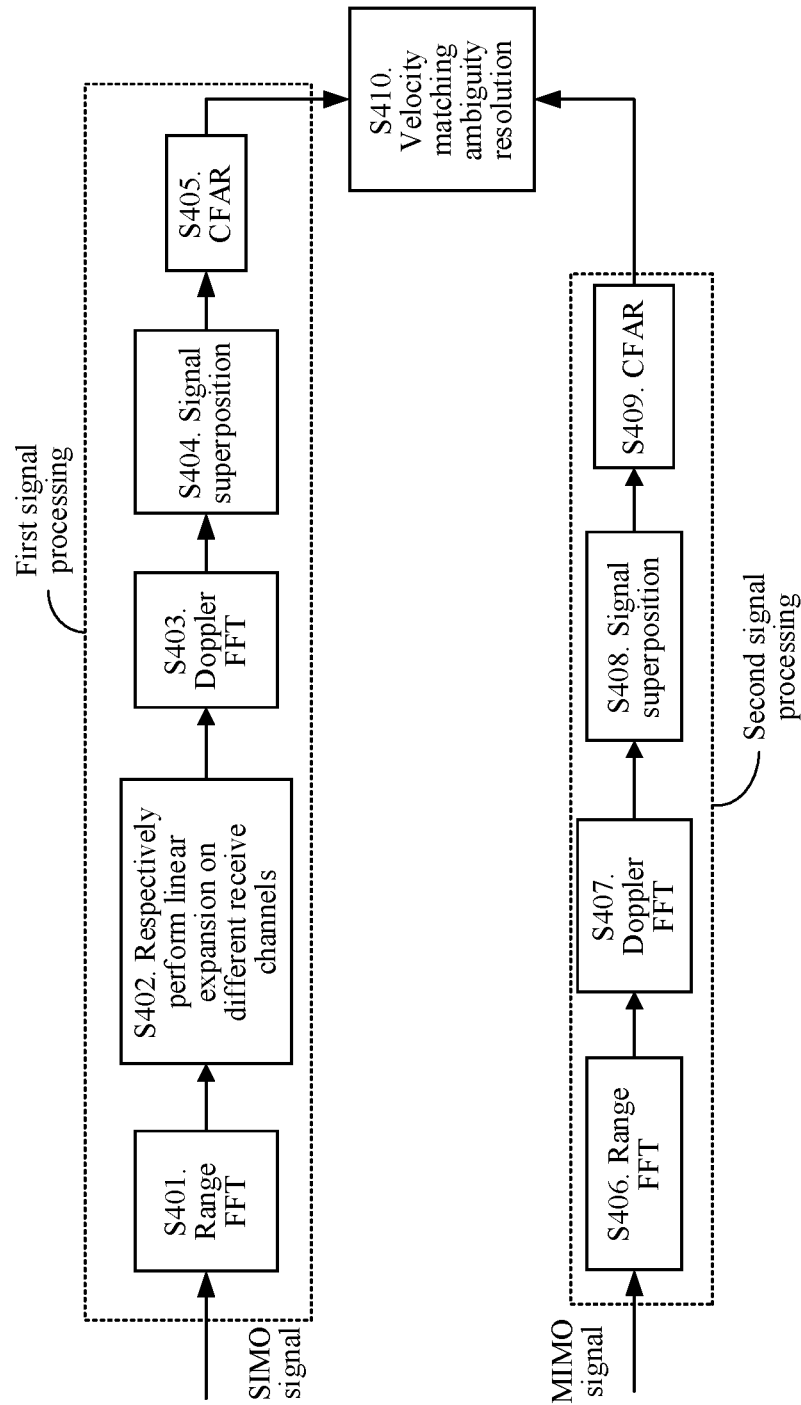 First signal
processing
SIMO
signal
S401.
Range
FFT
S402. Respectively
perform linear
expansion on
different receive
channels
S403.
Doppler
FFT
S404. Signal
superposition
S405.
CFAR
S410.
Velocity
matching
ambiguity
resolution
MIMO
signal
S406. Range
FFT
S407.
Doppler
FFT
S408. Signal
superposition
S409. CFAR
Second signal
processing